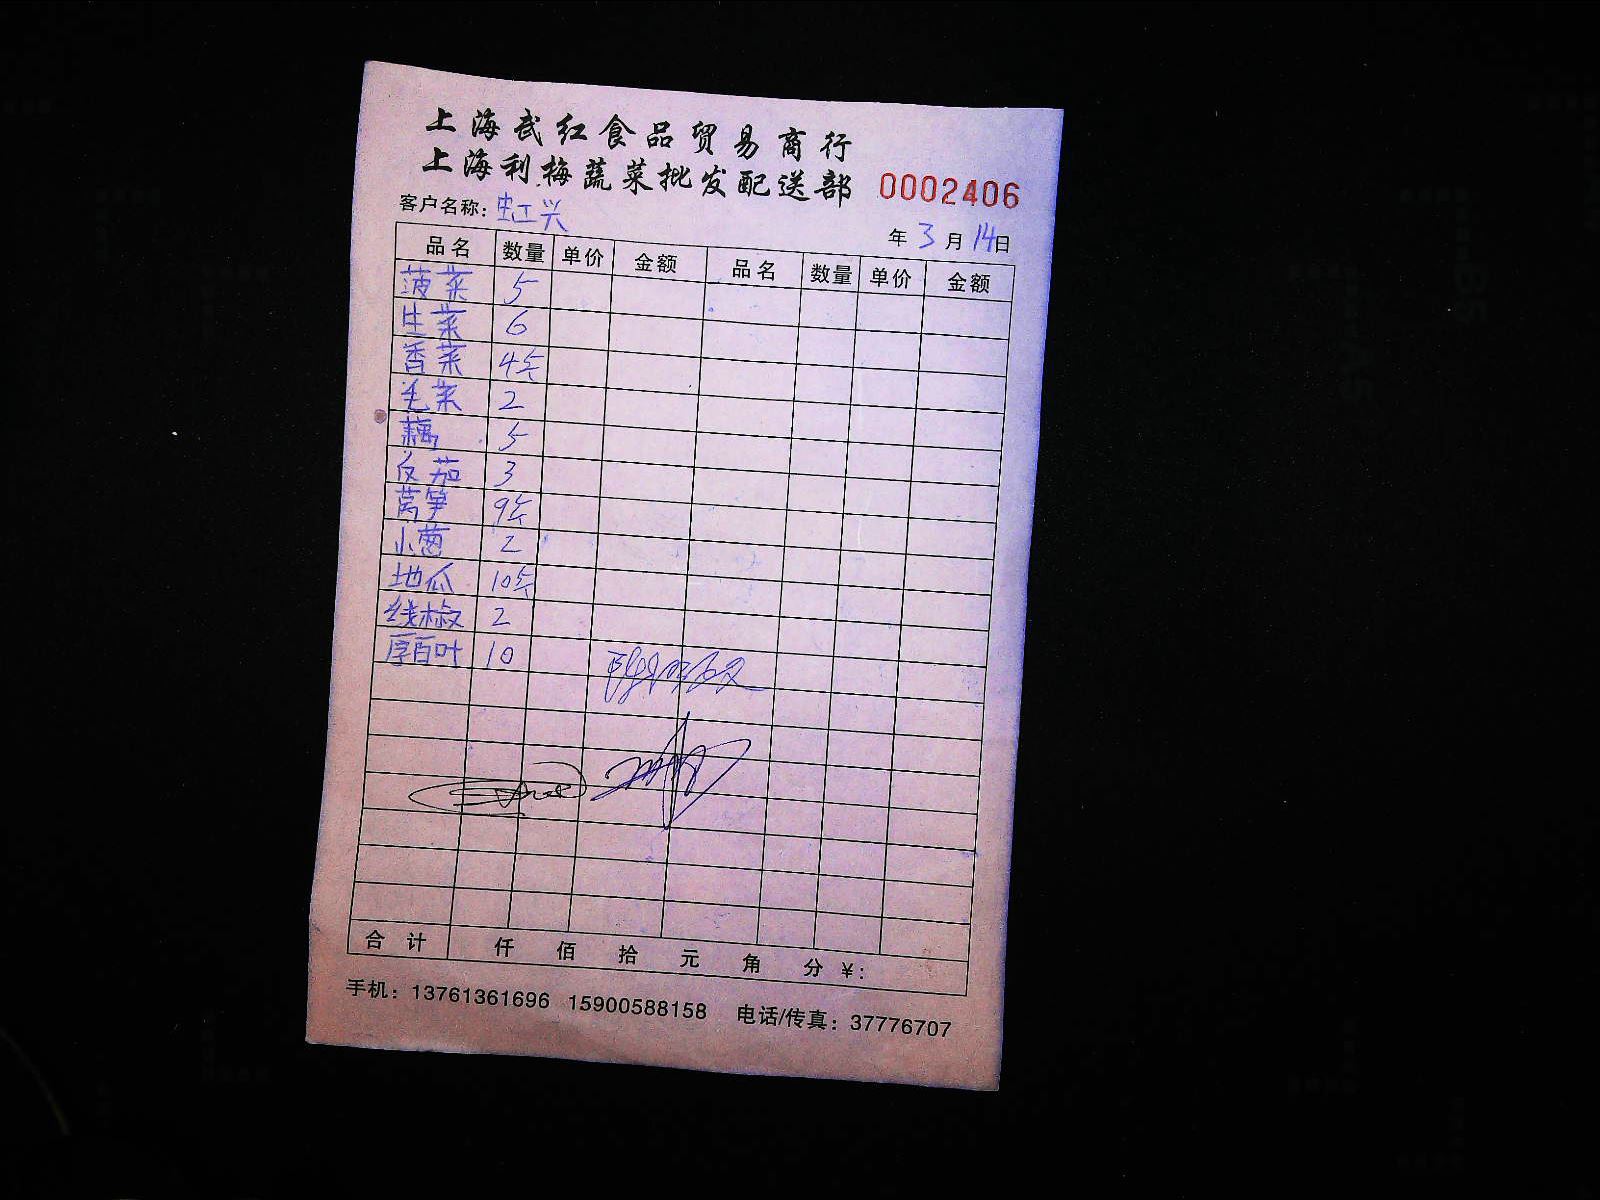 上海武红食品贸易商行
上海利梅蔬菜批发配送部 0002406
客户名称: 虹兴
年 3 月 14 日
品名 数量 单价 金额 品名 数量 单价 金额
菠菜 5
生菜 6
香菜 4斤
毛菜 2
藕 5
反茄 3
莴笋 9斤
小葱 2
地瓜 10斤
线椒 2
厚百叶 10
合计 仟 佰 拾 元 角 分 ¥:
手机: 13761361696 15900588158 电话/传真: 37776707